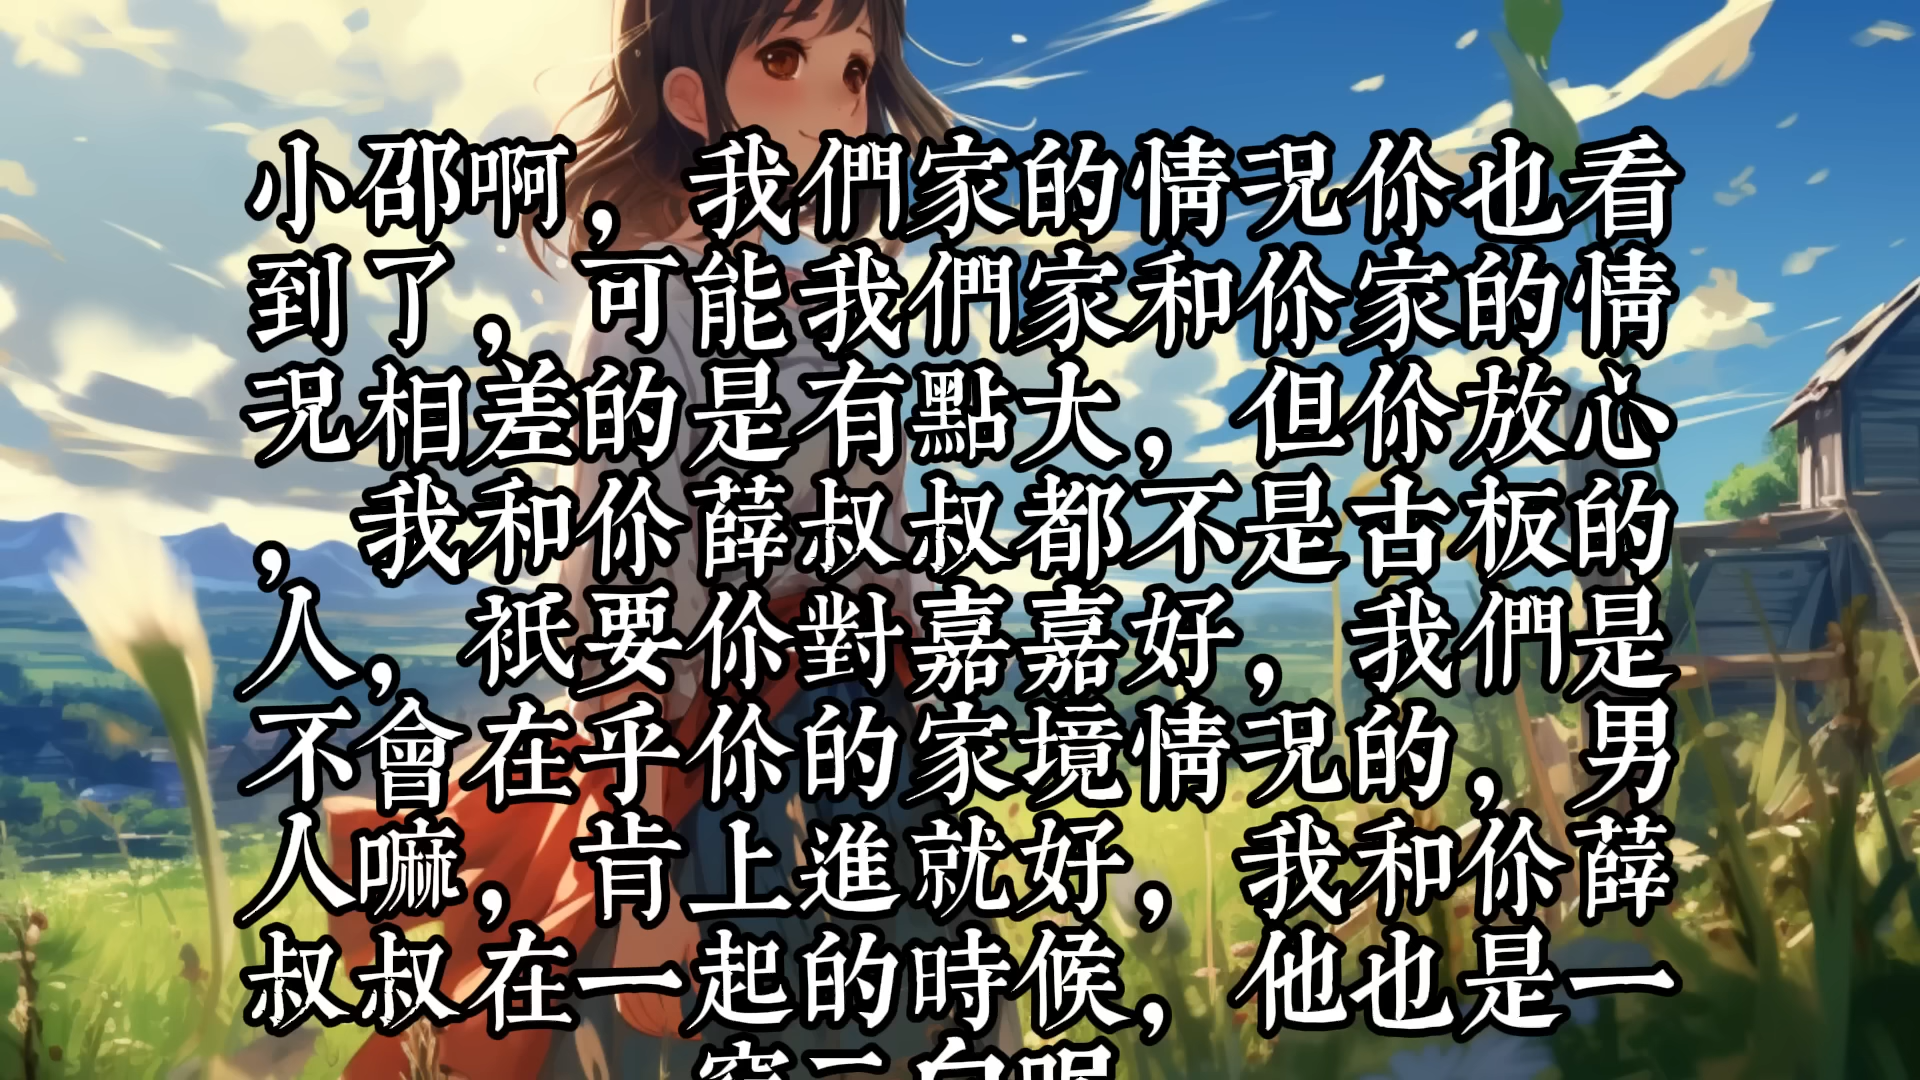 小邵啊，我們家的情況你也看
到了，可能我們家和你家的情
況相差的是有點大，但你放心
，我和你薛叔叔都不是古板的
人，祇要你對嘉嘉好，我們是
不會在乎你的家境情況的，男
人嘛，肯上進就好，我和你薛
叔叔在一起的時候，他也是一
窮二白呢